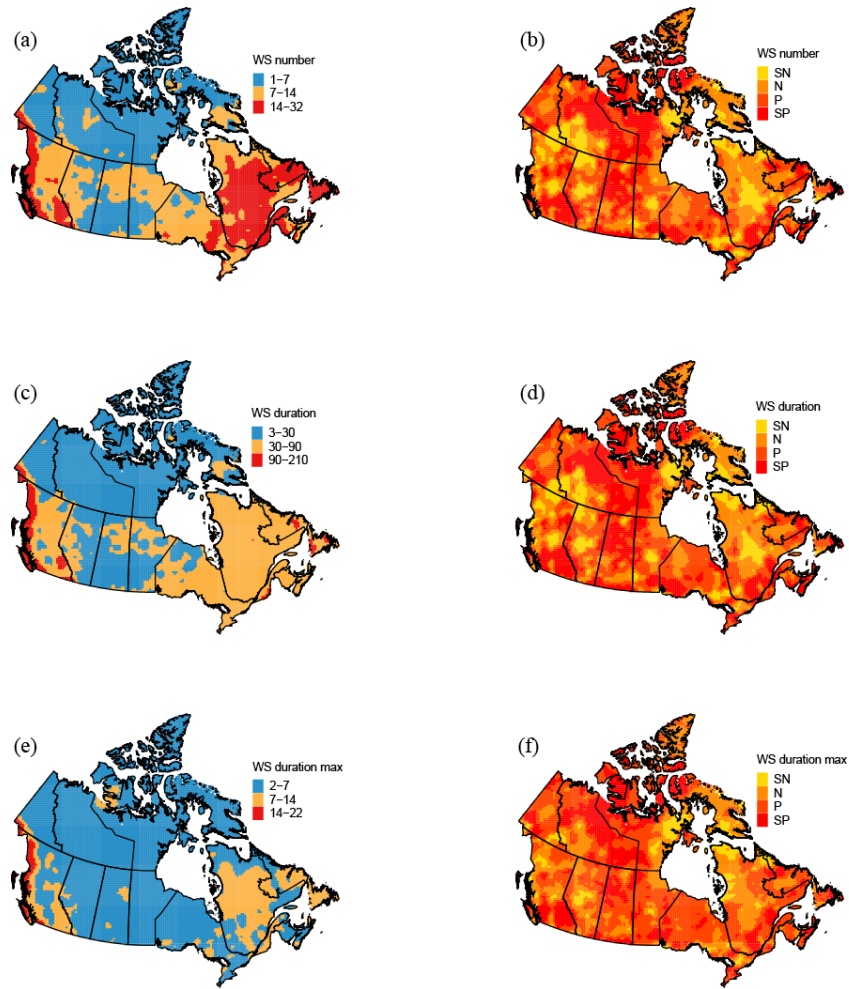 (a)
WS number
1–7
7–14
14–32
(b)
WS number
SN
N
P
SP
(c)
WS duration
3–30
30–90
90–210
(d)
WS duration
SN
N
P
SP
(e)
WS duration max
2–7
7–14
14–22
(f)
WS duration max
SN
N
P
SP